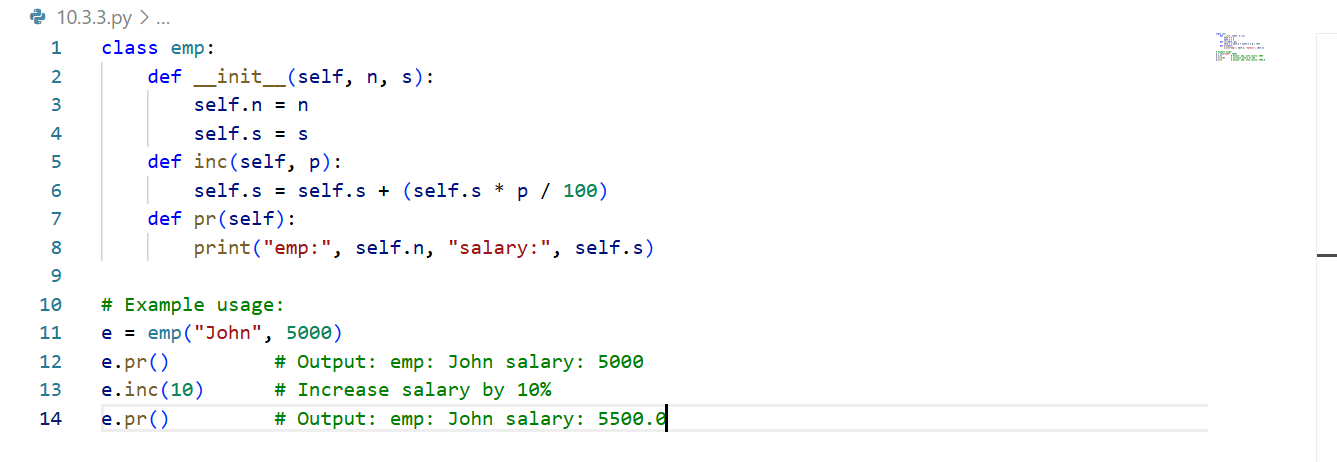 10.3.3.py > ...
1 class emp:
2     def __init__(self, n, s):
3         self.n = n
4         self.s = s
5     def inc(self, p):
6         self.s = self.s + (self.s * p / 100)
7     def pr(self):
8         print("emp:", self.n, "salary:", self.s)
9
10 # Example usage:
11 e = emp("John", 5000)
12 e.pr()         # Output: emp: John salary: 5000
13 e.inc(10)      # Increase salary by 10%
14 e.pr()         # Output: emp: John salary: 5500.0